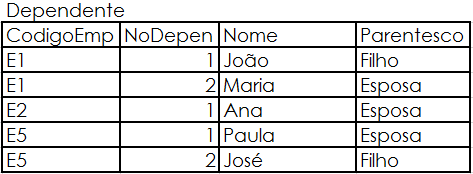 Dependente
CodigoEmp NoDepen Nome Parentesco
E1 1 João Filho
E1 2 Maria Esposa
E2 1 Ana Esposa
E5 1 Paula Esposa
E5 2 José Filho